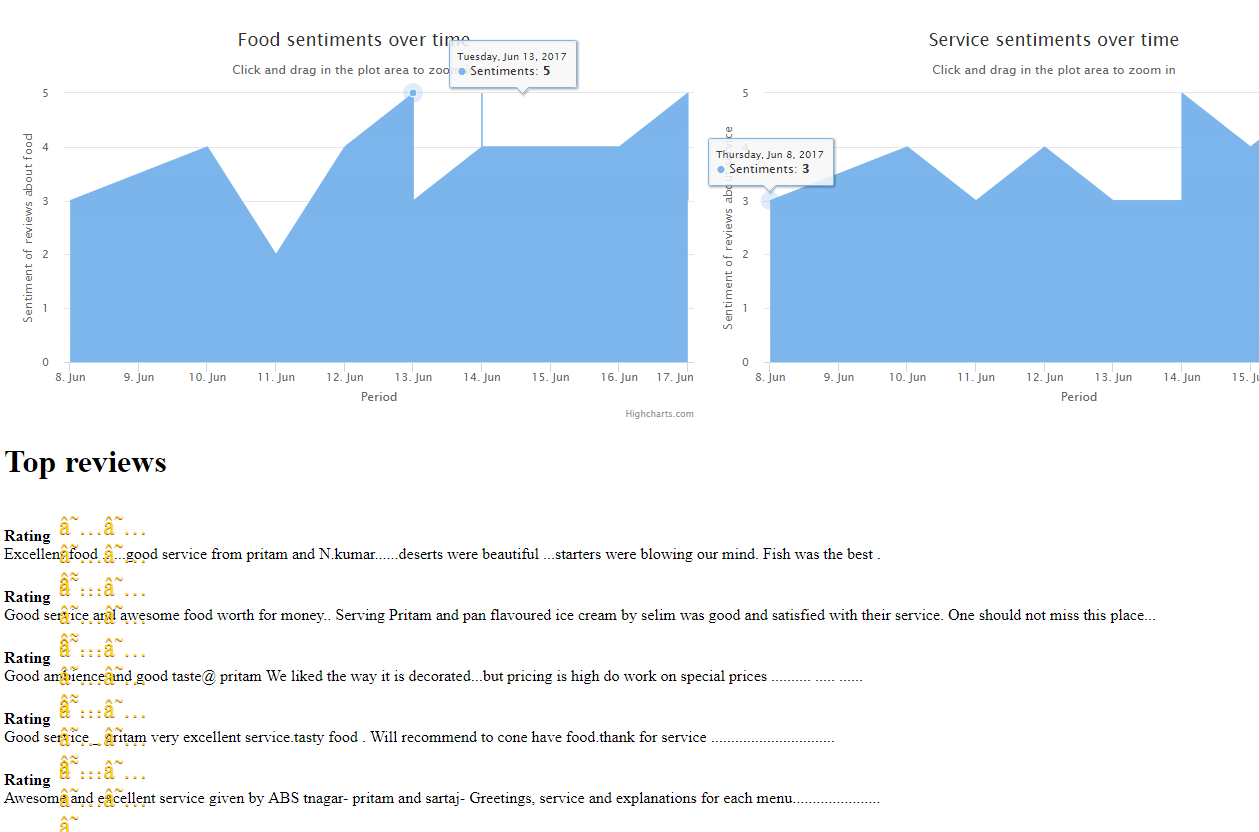 Food sentiments over time
Click and drag in the plot area to zoom
Tuesday, Jun 13, 2017
Sentiments: 5
Sentiment of reviews about food
5
4
3
2
1
0
8. Jun 9. Jun 10. Jun 11. Jun 12. Jun 13. Jun 14. Jun 15. Jun 16. Jun 17. Jun
Period
Highcharts.com
Service sentiments over time
Click and drag in the plot area to zoom in
Thursday, Jun 8, 2017
Sentiments: 3
Sentiment of reviews about service
5
4
3
2
1
0
8. Jun 9. Jun 10. Jun 11. Jun 12. Jun 13. Jun 14. Jun 15. Ju
Period
Top reviews
Rating â˜…â˜…
Excellent food .....good service from pritam and N.kumar......deserts were beautiful ...starters were blowing our mind. Fish was the best .
Rating â˜…
Good service and awesome food worth for money.. Serving Pritam and pan flavoured ice cream by selim was good and satisfied with their service. One should not miss this place...
Rating â˜…
Good ambience and good taste@ pritam We liked the way it is decorated...but pricing is high do work on special prices .......... ..... ......
Rating â˜…
Good service _ pritam very excellent service.tasty food . Will recommend to cone have food.thank for service ...............................
Rating â˜…
Awesome and excellent service given by ABS tnagar- pritam and sartaj- Greetings, service and explanations for each menu......................